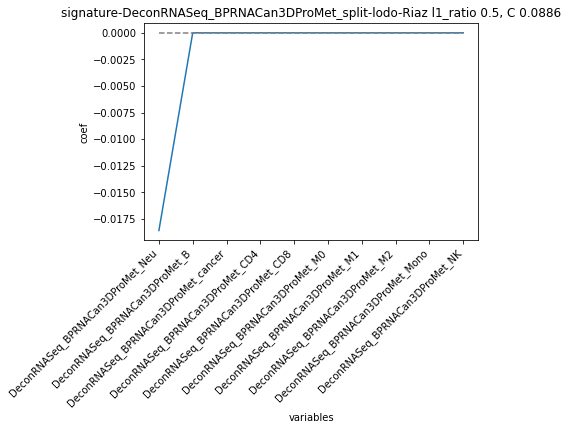 signature-DeconRNASeq_BPRNACan3DProMet_split-lodo-Riaz l1_ratio 0.5, C 0.0886
0.0000
−0.0025
−0.0050
−0.0075
−0.0100
−0.0125
−0.0150
−0.0175
coef
DeconRNASeq_BPRNACan3DProMet_Neu
DeconRNASeq_BPRNACan3DProMet_B
DeconRNASeq_BPRNACan3DProMet_cancer
DeconRNASeq_BPRNACan3DProMet_CD4
DeconRNASeq_BPRNACan3DProMet_CD8
DeconRNASeq_BPRNACan3DProMet_M0
DeconRNASeq_BPRNACan3DProMet_M1
DeconRNASeq_BPRNACan3DProMet_M2
DeconRNASeq_BPRNACan3DProMet_Mono
DeconRNASeq_BPRNACan3DProMet_NK
variables